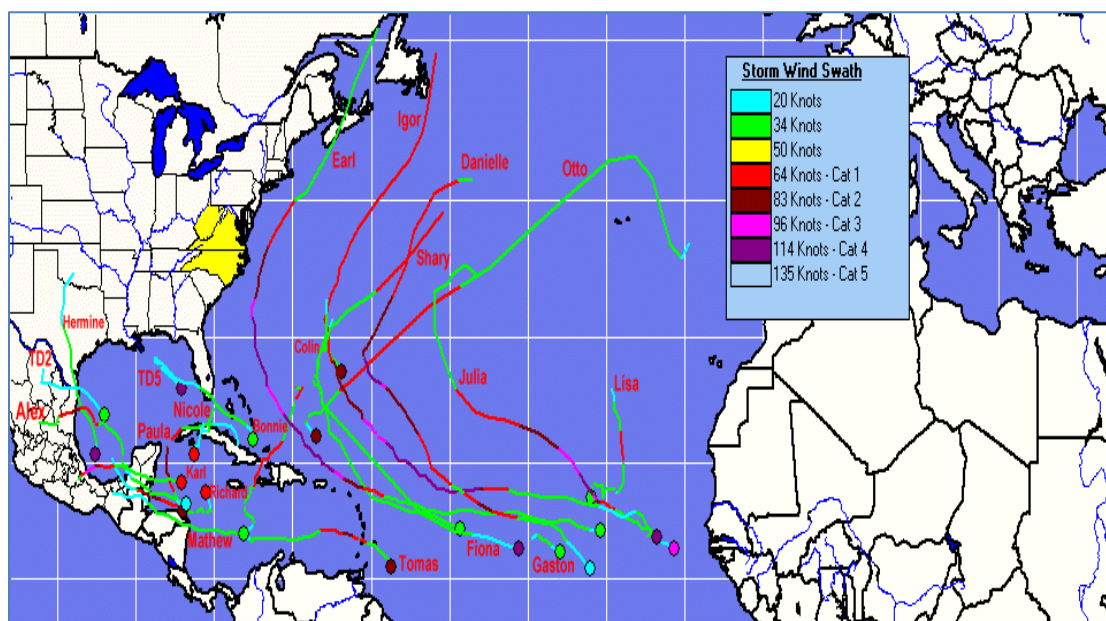 Storm Wind Swath
20 Knots
34 Knots
50 Knots
64 Knots - Cat 1
83 Knots - Cat 2
96 Knots - Cat 3
114 Knots - Cat 4
135 Knots - Cat 5
Igor
Earl
Danielle
Otto
Shary
Hermine
Colin
TD2
TD5
Julia
Lisa
Alex
Nicole
Paula
Bonnie
Karl
Richard
Mathew
Fiona
Gaston
Tomas